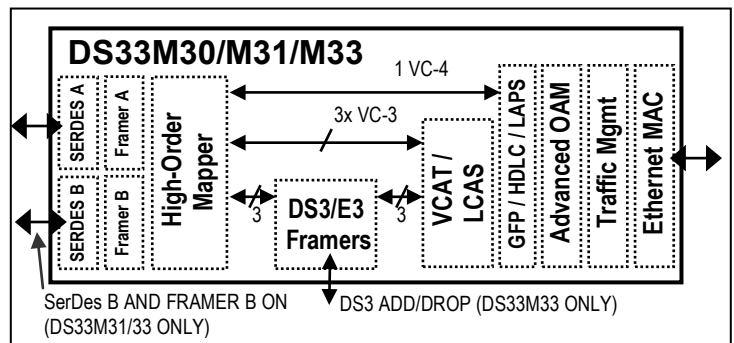 DS33M30/M31/M33
1 VC-4
3x VC-3
SERDES A
Framer A
SERDES B
Framer B
High-Order
Mapper
3
DS3/E3
Framers
3
VCAT /
LCAS
GFP / HDLC / LAPS
Advanced OAM
Traffic Mgmt
Ethernet MAC
SerDes B AND FRAMER B ON
(DS33M31/33 ONLY)
DS3 ADD/DROP (DS33M33 ONLY)